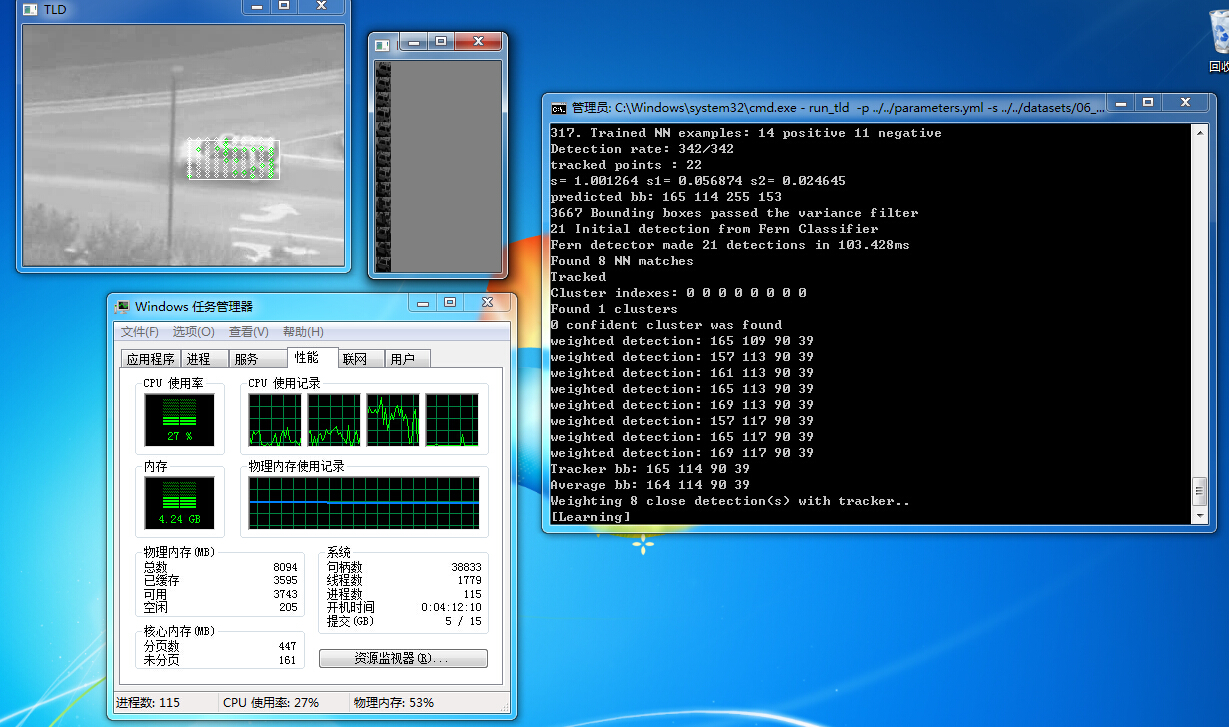 TLD
管理员: C:\Windows\system32\cmd.exe - run_tld -p ../../parameters.yml -s ../../datasets/06_...
317. Trained NN examples: 14 positive 11 negative
Detection rate: 342/342
tracked points : 22
s= 1.001264 s1= 0.056874 s2= 0.024645
predicted bb: 165 114 255 153
3667 Bounding boxes passed the variance filter
21 Initial detection from Fern Classifier
Fern detector made 21 detections in 103.428ms
Found 8 NN matches
Tracked
Cluster indexes: 0 0 0 0 0 0 0 0
Found 1 clusters
0 confident cluster was found
weighted detection: 165 109 90 39
weighted detection: 157 113 90 39
weighted detection: 161 113 90 39
weighted detection: 165 113 90 39
weighted detection: 169 113 90 39
weighted detection: 157 117 90 39
weighted detection: 165 117 90 39
weighted detection: 169 117 90 39
Tracker bb: 165 114 90 39
Average bb: 164 114 90 39
Weighting 8 close detection(s) with tracker..
[Learning]
Windows 任务管理器
文件(F) 选项(O) 查看(V) 帮助(H)
应用程序 进程 服务 性能 联网 用户
CPU 使用率 CPU 使用记录
27 %
内存 物理内存使用记录
4.24 GB
物理内存(MB)
总数 8094
已缓存 3595
可用 3743
空闲 205
核心内存(MB)
分页数 447
未分页 161
系统
句柄数 38833
线程数 1779
进程数 115
开机时间 0:04:12:10
提交(GB) 5 / 15
资源监视器(R)...
进程数: 115 CPU 使用率: 27% 物理内存: 53%
回收